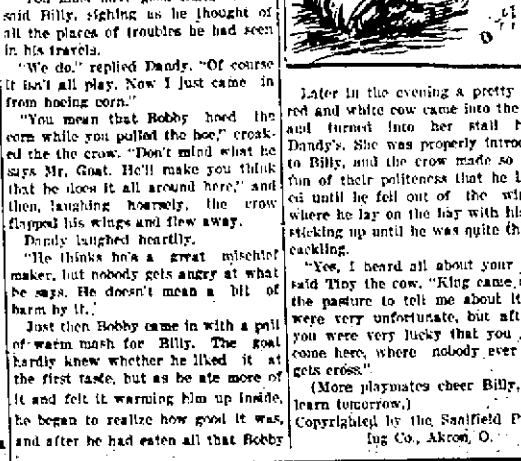 said Billy, sighing as he thought of
all the places of troubles he had seen
in his travels.
"We do." replied Dandy. "Of course
it isn't all play. Now I just came in
from hoeing corn."
"You mean that Bobby hoed the
corn while you pulled the hoe," croak-
ed the the crow. "Don't mind what he
says Mr. Goat. He'll make you think
that he does it all around here," and
then, laughing hoarsely, the crow
flapped his wings and flew away.
Dandy laughed heartily.
"He thinks he's a great mischief
maker, but nobody gets angry at what
he says. He doesn't mean a bit of
harm by it."
Just then Bobby came in with a pail
of warm mash for Billy. The goat
hardly knew whether he liked it at
the first taste, but as he ate more of
it and felt it warming him up inside,
he began to realize how good it was,
and after he had eaten all that Bobby
Later in the evening a pretty
red and white cow came into the
and turned into her stall
Dandy's. She was properly
to Billy, and the crow made so
fun of their politeness that he
ed until he fell out of the
where he lay on the hay with
sticking up until he was quite
cackling.
"Yes, I heard all about your
said Tiny the cow. "King came
the pasture to tell me about it
were very unfortunate, but
you were very lucky that you
come here, where nobody ever
gets cross."
(More playmates cheer Billy,
learn tomorrow.)
Copyrighted by the Saalfield
ing Co., Akron, O.